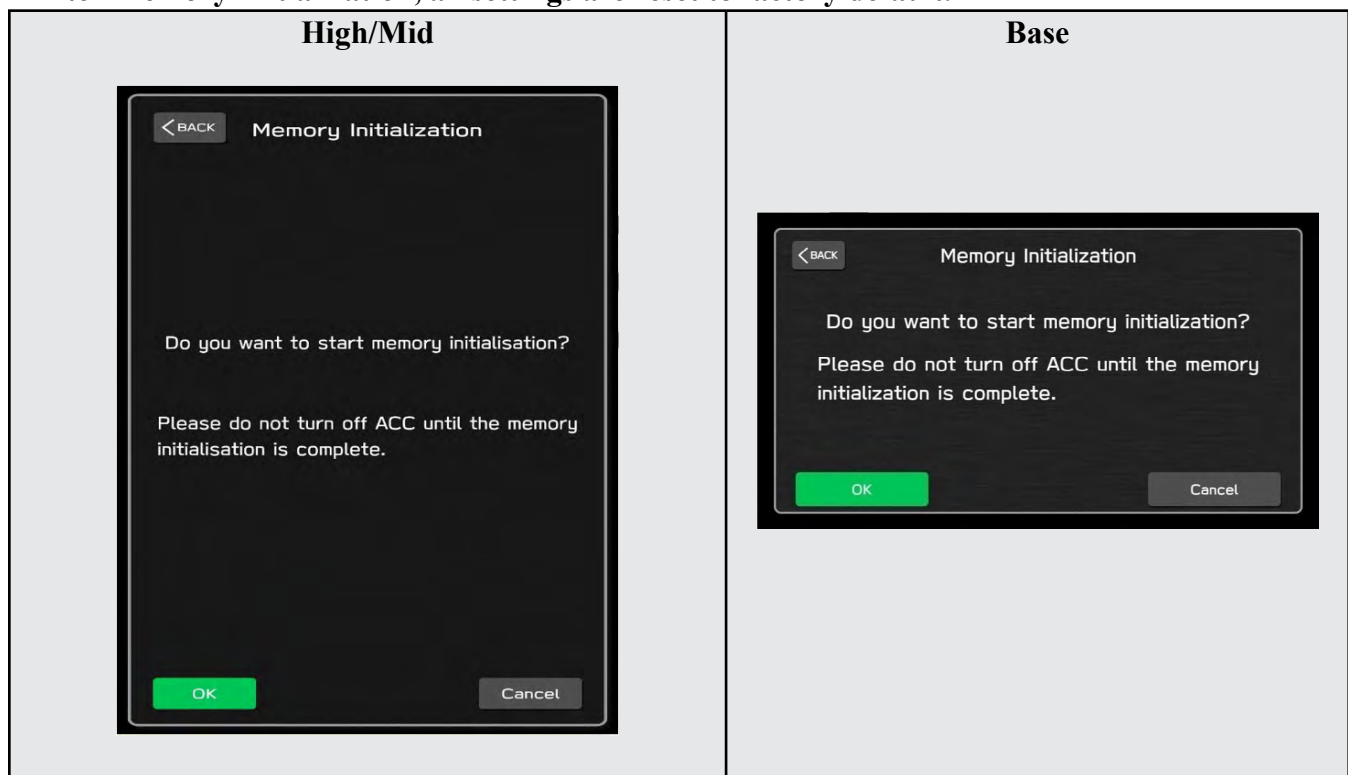 High/Mid
Base
< BACK Memory Initialization
Do you want to start memory initialisation?
Please do not turn off ACC until the memory
initialisation is complete.
OK Cancel
< BACK Memory Initialization
Do you want to start memory initialization?
Please do not turn off ACC until the memory
initialization is complete.
OK Cancel